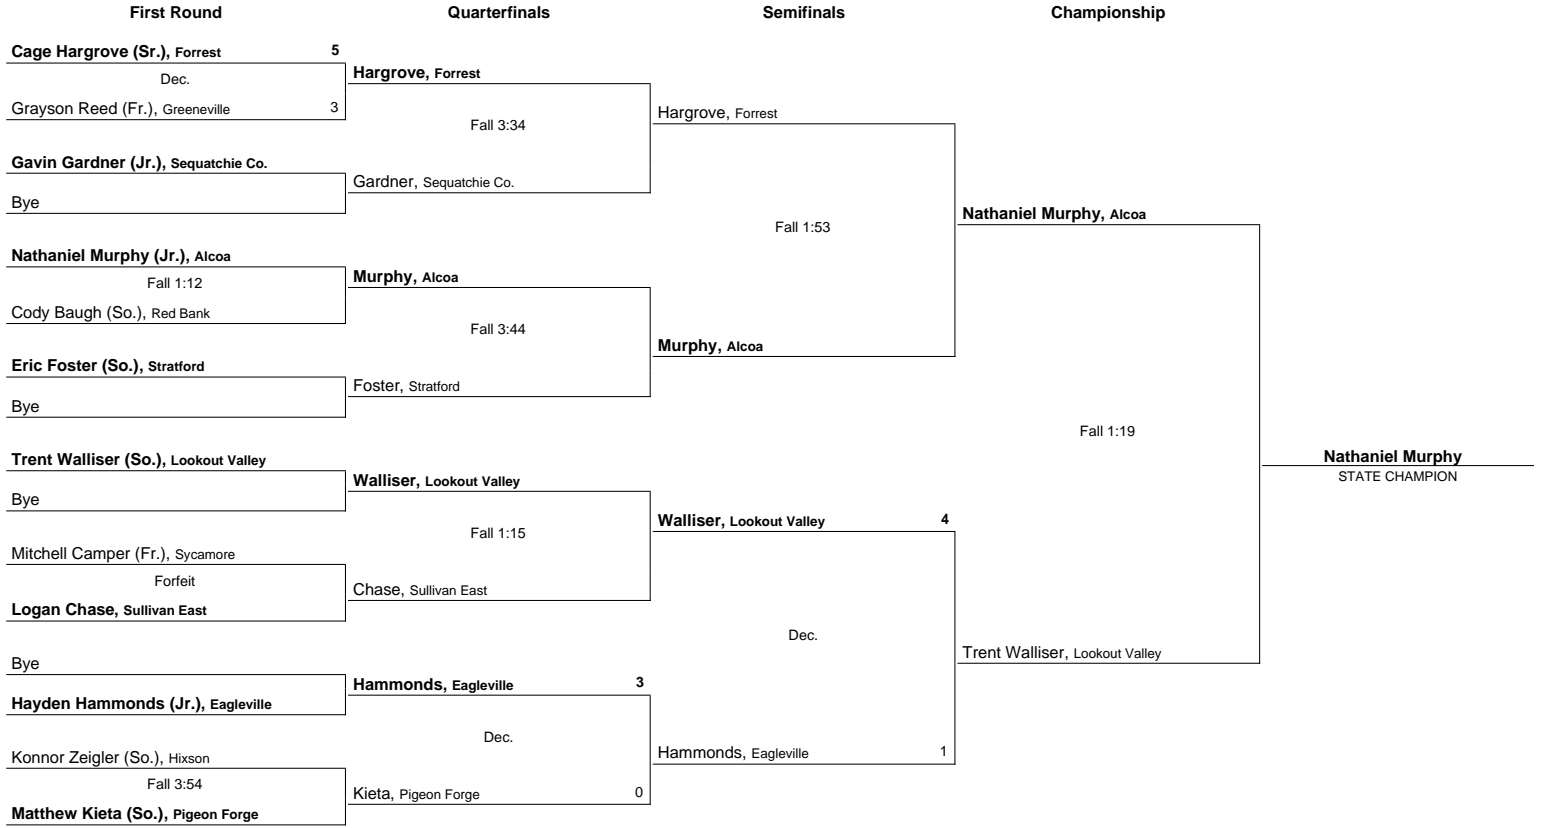 First Round
Quarterfinals
Semifinals
Championship
Cage Hargrove (Sr.), Forrest 5
Dec.
Grayson Reed (Fr.), Greeneville 3
Gavin Gardner (Jr.), Sequatchie Co.
Bye
Nathaniel Murphy (Jr.), Alcoa
Fall 1:12
Cody Baugh (So.), Red Bank
Eric Foster (So.), Stratford
Bye
Trent Walliser (So.), Lookout Valley
Bye
Mitchell Camper (Fr.), Sycamore
Forfeit
Logan Chase, Sullivan East
Bye
Hayden Hammonds (Jr.), Eagleville
Konnor Zeigler (So.), Hixson
Fall 3:54
Matthew Kieta (So.), Pigeon Forge
Hargrove, Forrest
Fall 3:34
Gardner, Sequatchie Co.
Murphy, Alcoa
Fall 3:44
Foster, Stratford
Walliser, Lookout Valley
Fall 1:15
Chase, Sullivan East
Hammonds, Eagleville 3
Dec.
Kieta, Pigeon Forge 0
Hargrove, Forrest
Fall 1:53
Murphy, Alcoa
Walliser, Lookout Valley 4
Dec.
Hammonds, Eagleville 1
Nathaniel Murphy, Alcoa
Fall 1:19
Trent Walliser, Lookout Valley
Nathaniel Murphy
STATE CHAMPION